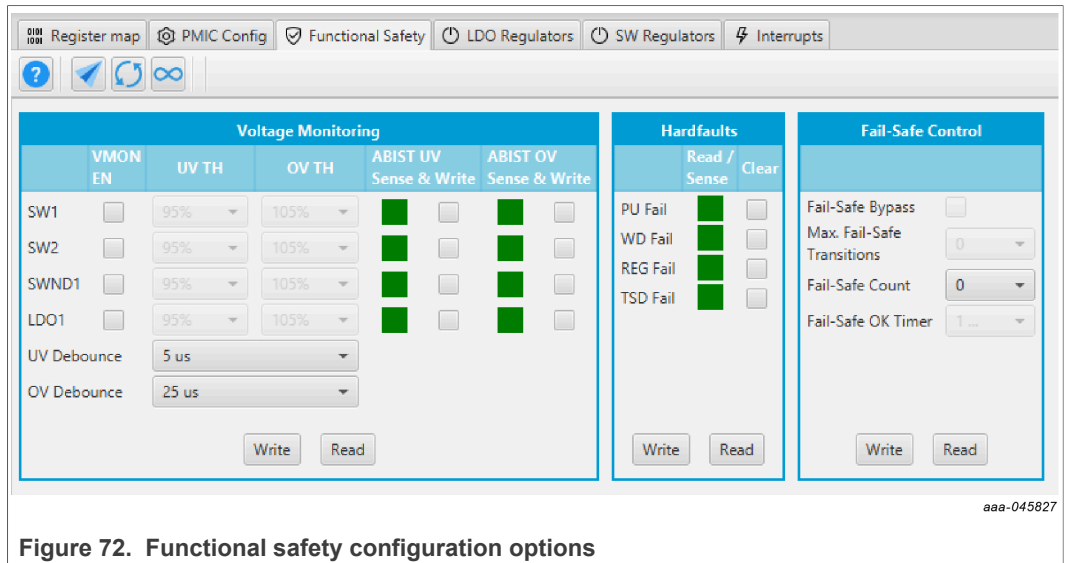 0101 1001 Register map PMIC Config Functional Safety LDO Regulators SW Regulators Interrupts
?
Voltage Monitoring
VMON EN UV TH OV TH ABIST UV Sense & Write ABIST OV Sense & Write
SW1 95% 105%
SW2 95% 105%
SWND1 95% 105%
LDO1 95% 105%
UV Debounce 5 us
OV Debounce 25 us
Write Read
Hardfaults
Read / Sense Clear
PU Fail
WD Fail
REG Fail
TSD Fail
Write Read
Fail-Safe Control
Fail-Safe Bypass
Max. Fail-Safe Transitions 0
Fail-Safe Count 0
Fail-Safe OK Timer 1 ...
Write Read
aaa-045827
Figure 72. Functional safety configuration options